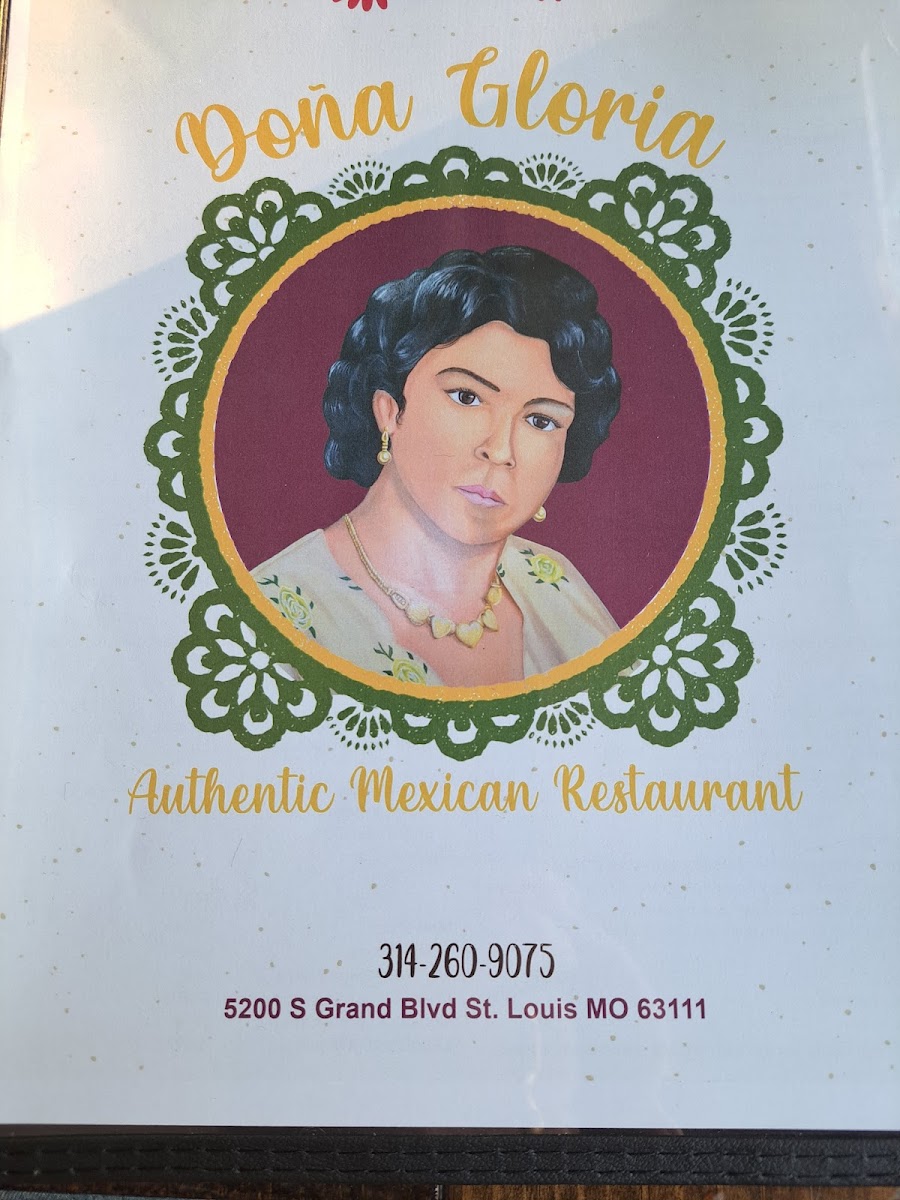 Doña Gloria
Authentic Mexican Restaurant
314-260-9075
5200 S Grand Blvd St. Louis MO 63111